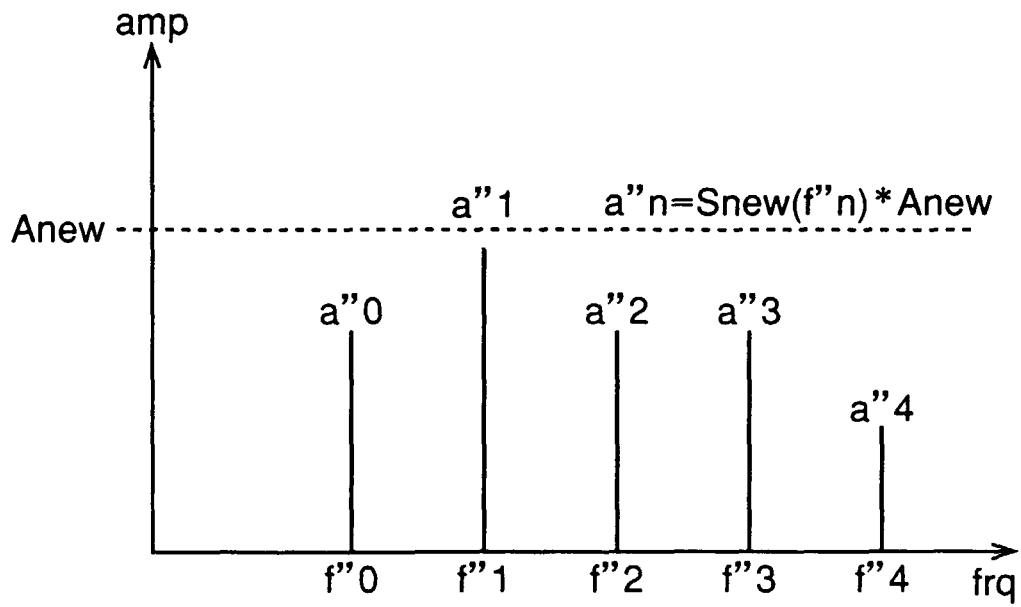 amp
a”1 a”n=Snew(f”n)*Anew
Anew
a”0 a”2 a”3
a”4
f”0 f”1 f”2 f”3 f”4 frq